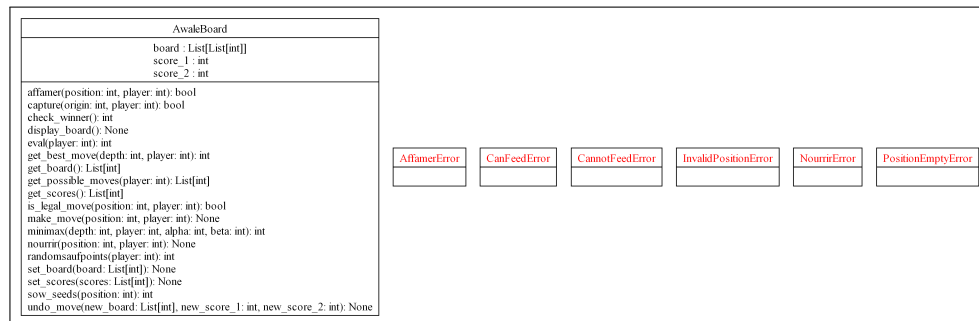 AwaleBoard
board : List[List[int]]
score_1 : int
score_2 : int
affamer(position: int, player: int): bool
capture(origin: int, player: int): bool
check_winner(): int
display_board(): None
eval(player: int): int
get_best_move(depth: int, player: int): int
get_board(): List[int]
get_possible_moves(player: int): List[int]
get_scores(): List[int]
is_legal_move(position: int, player: int): bool
make_move(position: int, player: int): None
minimax(depth: int, player: int, alpha: int, beta: int): int
nourrir(position: int, player: int): None
randomsaufpoints(player: int): int
set_board(board: List[int]): None
set_scores(scores: List[int]): None
sow_seeds(position: int): int
undo_move(new_board: List[int], new_score_1: int, new_score_2: int): None
AffamerError
CanFeedError
CannotFeedError
InvalidPositionError
NourrirError
PositionEmptyError